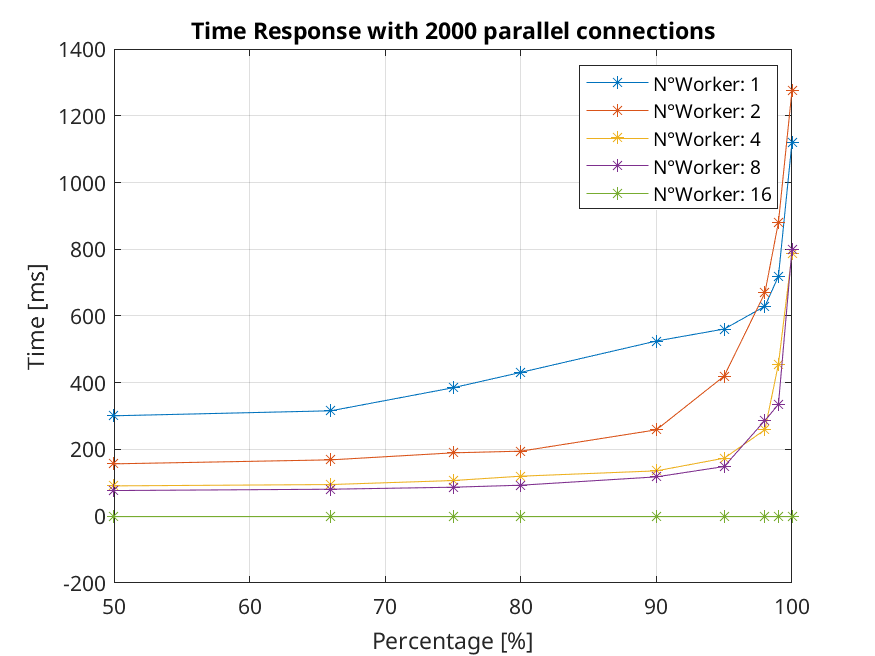 Time Response with 2000 parallel connections
1400
1200
1000
800
600
400
200
0
-200
Time [ms]
N°Worker: 1
N°Worker: 2
N°Worker: 4
N°Worker: 8
N°Worker: 16
50
60
70
80
90
100
Percentage [%]